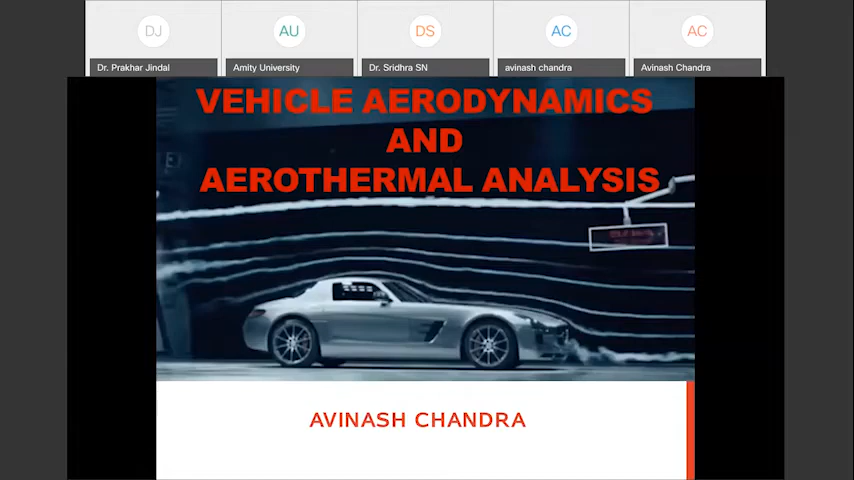 DJ
AU
DS
AC
AC
Dr. Prakhar Jindal
Amity University
Dr. Sridhra SN
avinash chandra
Avinash Chandra
VEHICLE AERODYNAMICS
AND
AEROTHERMAL ANALYSIS
AVINASH CHANDRA